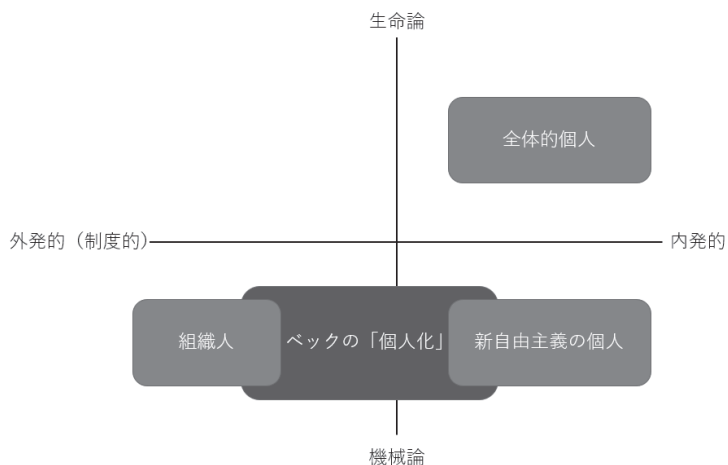 生命論
全体的個人
外発的（制度的）
内発的
組織人
ベックの「個人化」
新自由主義の個人
機械論